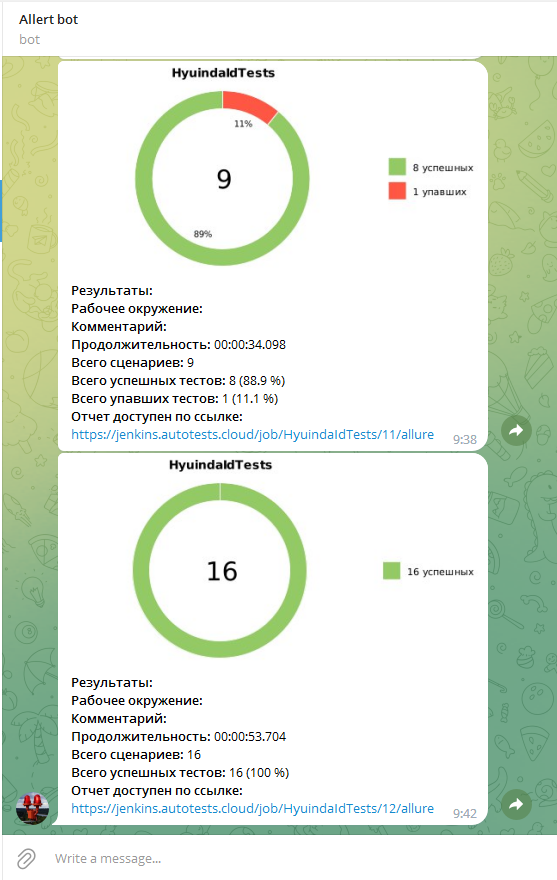 Allert bot
bot
HyuindaIdTests
11%
9
89%
8 успешных
1 упавших
Результаты:
Рабочее окружение:
Комментарий:
Продолжительность: 00:00:34.098
Всего сценариев: 9
Всего успешных тестов: 8 (88.9 %)
Всего упавших тестов: 1 (11.1 %)
Отчет доступен по ссылке:
https://jenkins.autotests.cloud/job/HyuindaIdTests/11/allure
9:38
HyuindaIdTests
16
16 успешных
Результаты:
Рабочее окружение:
Комментарий:
Продолжительность: 00:00:53.704
Всего сценариев: 16
Всего успешных тестов: 16 (100 %)
Отчет доступен по ссылке:
https://jenkins.autotests.cloud/job/HyuindaIdTests/12/allure
9:42
Write a message...